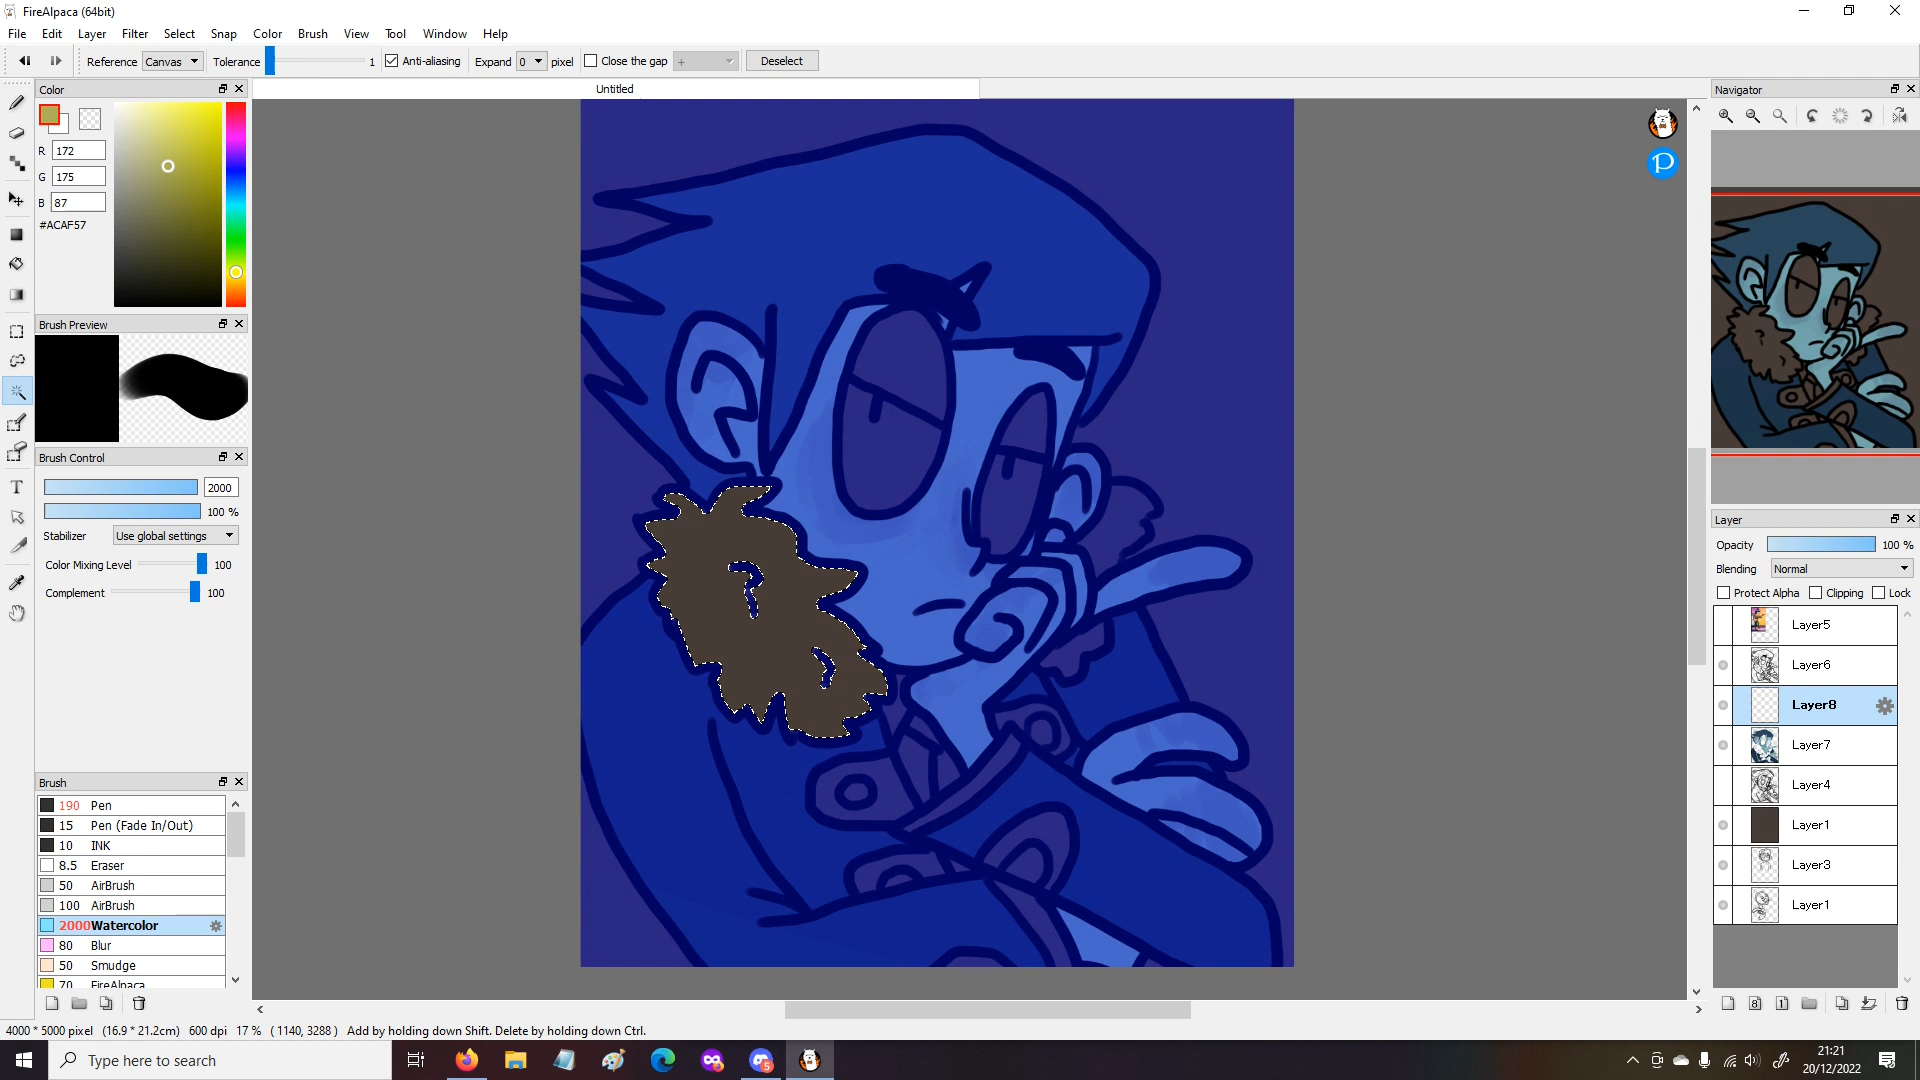 FireAlpaca (64bit)
File Edit Layer Filter Select Snap Color Brush View Tool Window Help
Reference Canvas Tolerance 1 Anti-aliasing Expand 0 pixel Close the gap + Deselect
Color
Untitled
Navigator
R 172
G 175
B 87
#ACAF57
Brush Preview
Brush Control
2000
100 %
Stabilizer Use global settings
Color Mixing Level 100
Complement 100
Brush
190 Pen
15 Pen (Fade In/Out)
10 INK
8.5 Eraser
50 AirBrush
100 AirBrush
2000 Watercolor
80 Blur
50 Smudge
70 FireAlpaca
T
P
Layer
Opacity 100 %
Blending Normal
Protect Alpha Clipping Lock
Layer5
Layer6
Layer8
Layer7
Layer4
Layer1
Layer3
Layer1
8 1
4000 * 5000 pixel (16.9 * 21.2cm) 600 dpi 17 % ( 1140, 3288 ) Add by holding down Shift. Delete by holding down Ctrl.
Type here to search
5
21:21
20/12/2022